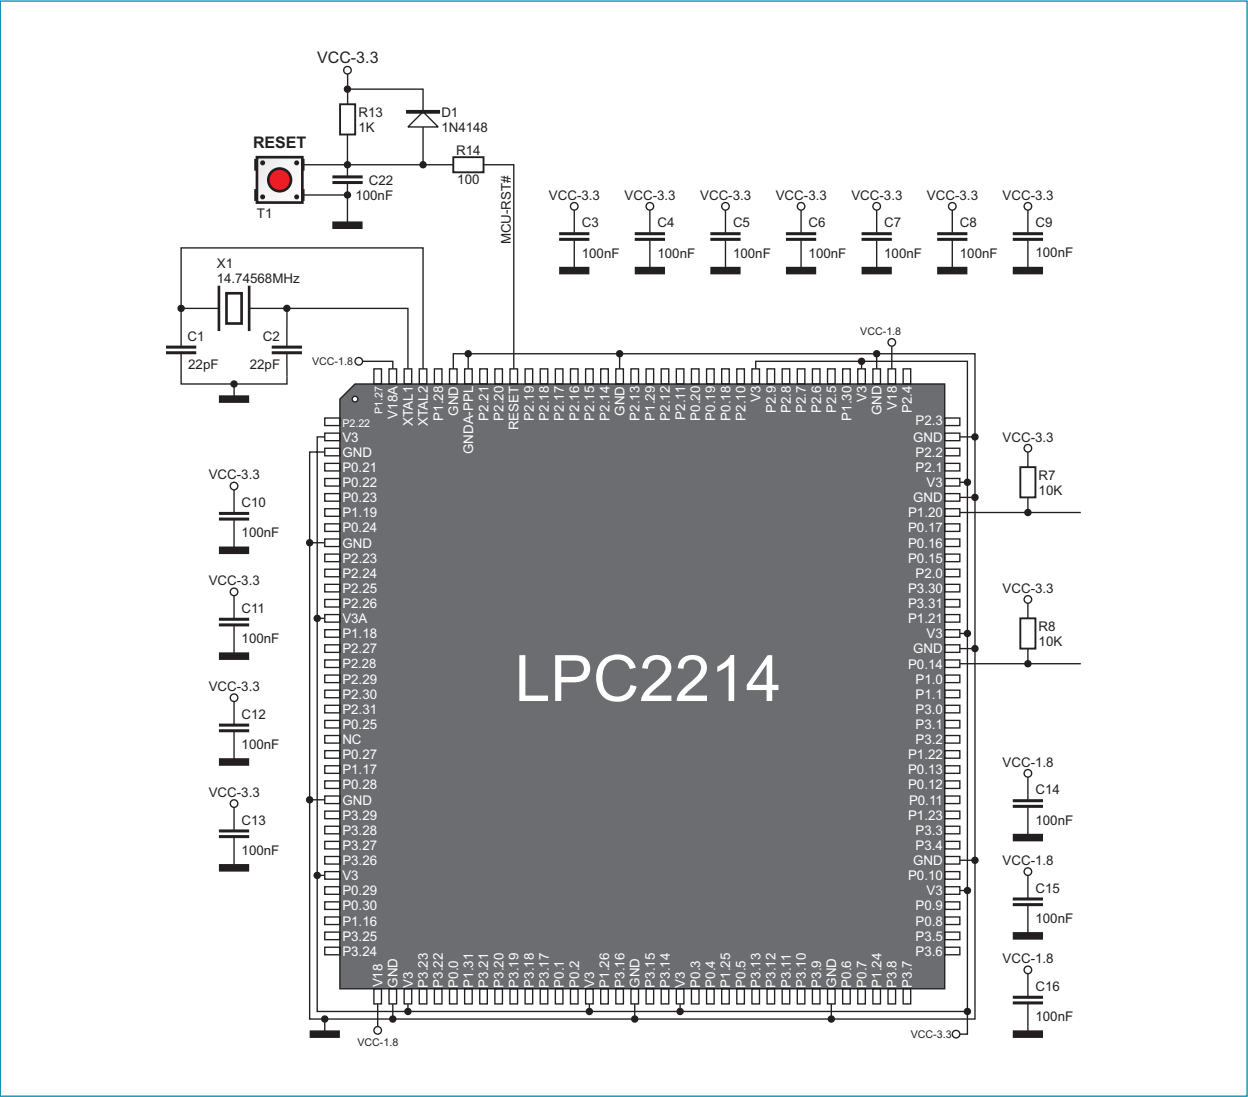 VCC-3.3
R13
1K
D1
1N4148
RESET
T1
C22
100nF
R14
100
MCU-RST#
VCC-3.3 VCC-3.3 VCC-3.3 VCC-3.3 VCC-3.3 VCC-3.3 VCC-3.3
C3 C4 C5 C6 C7 C8 C9
100nF 100nF 100nF 100nF 100nF 100nF 100nF
X1
14.74568MHz
C1
22pF
C2
22pF
VCC-1.8
VCC-1.8
P1.27
V18A
XTAL1
XTAL2
P1.28
GND
GNDA-PPL
P2.21
P2.20
RESET
P2.19
P2.18
P2.17
P2.16
P2.15
P2.14
GND
P2.13
P1.29
P2.12
P2.11
P0.20
P0.19
P0.18
P2.10
V3
P2.9
P2.8
P2.7
P2.6
P2.5
P1.30
V3
GND
V18
P2.4
P2.22
V3
GND
P0.21
P0.22
P0.23
P1.19
P0.24
GND
P2.23
P2.24
P2.25
P2.26
V3A
P1.18
P2.27
P2.28
P2.29
P2.30
P2.31
P0.25
NC
P0.27
P1.17
P0.28
GND
P3.29
P3.28
P3.27
P3.26
V3
P0.29
P0.30
P1.16
P3.25
P3.24
LPC2214
P2.3
GND
P2.2
P2.1
V3
GND
P1.20
P0.17
P0.16
P0.15
P2.0
P3.30
P3.31
P1.21
V3
GND
P0.14
P1.0
P1.1
P3.0
P3.1
P3.2
P1.22
P0.13
P0.12
P0.11
P1.23
P3.3
P3.4
GND
P0.10
V3
P0.9
P0.8
P3.5
P3.6
V18
GND
V3
P3.23
P3.22
P0.0
P1.31
P3.21
P3.20
P3.19
P3.18
P3.17
P0.1
P0.2
V3
P1.26
P3.16
GND
P3.15
P3.14
V3
P0.3
P0.4
P1.25
P0.5
P3.13
P3.12
P3.11
P3.10
P3.9
GND
P0.6
P0.7
P1.24
P3.8
P3.7
VCC-3.3
C10
100nF
VCC-3.3
C11
100nF
VCC-3.3
C12
100nF
VCC-3.3
C13
100nF
VCC-3.3
R7
10K
VCC-3.3
R8
10K
VCC-1.8
C14
100nF
VCC-1.8
C15
100nF
VCC-1.8
C16
100nF
VCC-1.8
VCC-3.3